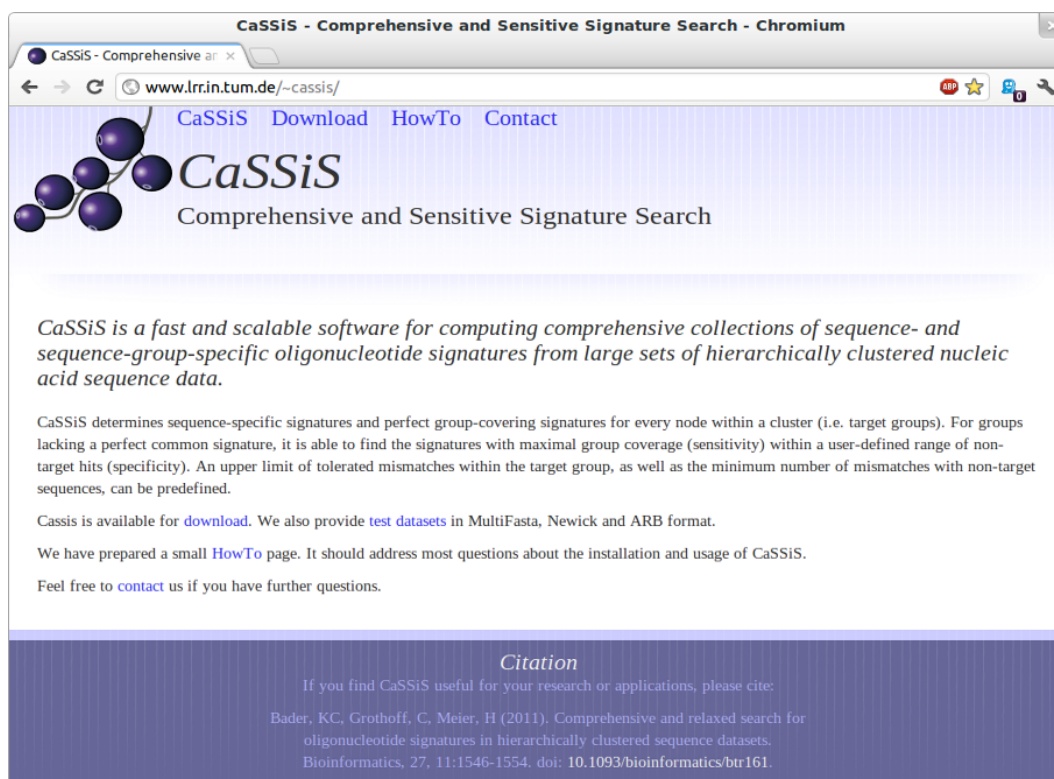 CaSSiS - Comprehensive and Sensitive Signature Search - Chromium
CaSSiS - Comprehensive an
www.lrr.in.tum.de/~cassis/
ABP
0
CaSSiS Download HowTo Contact
CaSSiS
Comprehensive and Sensitive Signature Search
CaSSiS is a fast and scalable software for computing comprehensive collections of sequence- and
sequence-group-specific oligonucleotide signatures from large sets of hierarchically clustered nucleic
acid sequence data.
CaSSiS determines sequence-specific signatures and perfect group-covering signatures for every node within a cluster (i.e. target groups). For groups
lacking a perfect common signature, it is able to find the signatures with maximal group coverage (sensitivity) within a user-defined range of non-
target hits (specificity). An upper limit of tolerated mismatches within the target group, as well as the minimum number of mismatches with non-target
sequences, can be predefined.
Cassis is available for download. We also provide test datasets in MultiFasta, Newick and ARB format.
We have prepared a small HowTo page. It should address most questions about the installation and usage of CaSSiS.
Feel free to contact us if you have further questions.
Citation
If you find CaSSiS useful for your research or applications, please cite:
Bader, KC, Grothoff, C, Meier, H (2011). Comprehensive and relaxed search for
oligonucleotide signatures in hierarchically clustered sequence datasets.
Bioinformatics, 27, 11:1546-1554. doi: 10.1093/bioinformatics/btr161.